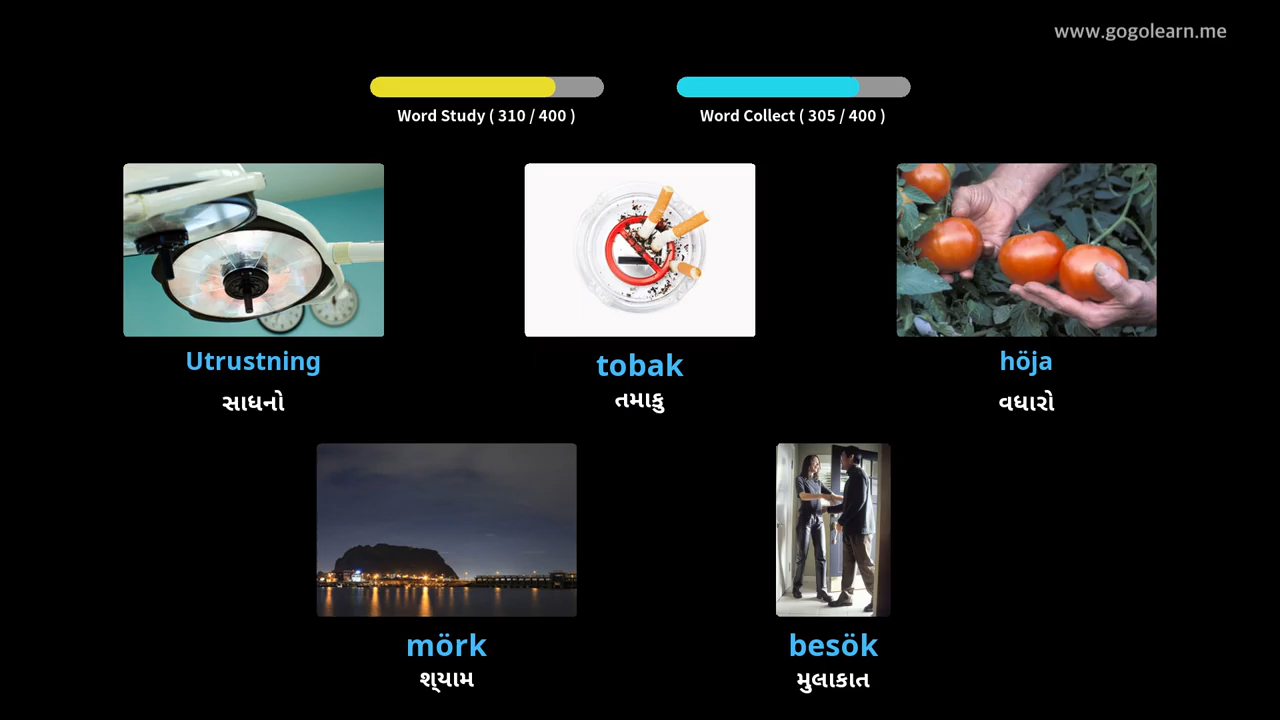 www.gogolearn.me
Word Study ( 310 / 400 )
Word Collect ( 305 / 400 )
Utrustning
સાધનો
tobak
તમાકુ
höja
વધારો
mörk
શ્યામ
besök
મુલાકાત